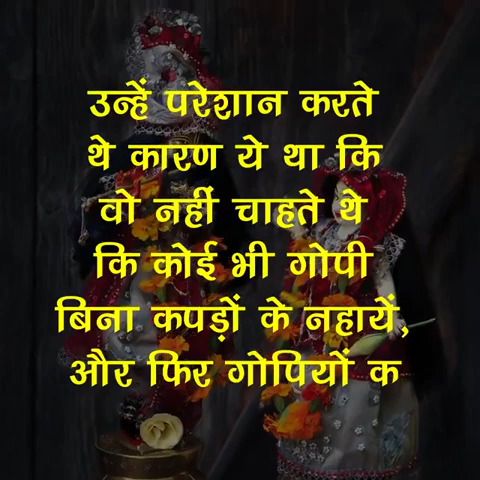 उन्हें परेशान करते
थे कारण ये था कि
वो नहीं चाहते थे
कि कोई भी गोपी
बिना कपड़ों के नहायें,
और फिर गोपियों क